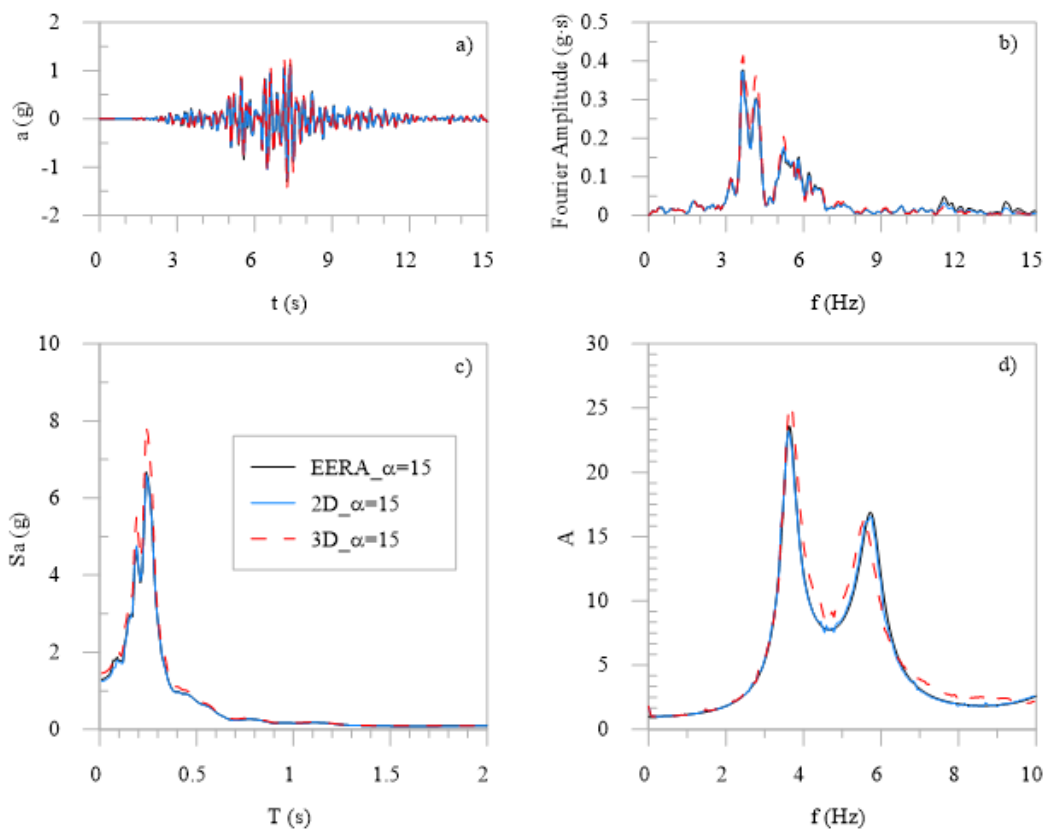 2
1
0
-1
-2
a (g)
a)
0 3 6 9 12 15
t (s)
0.5
0.4
0.3
0.2
0.1
0
Fourier Amplitude (g·s)
b)
0 3 6 9 12 15
f (Hz)
10
8
6
4
2
0
Sa (g)
c)
EERA_α=15
2D_α=15
3D_α=15
0 0.5 1 1.5 2
T (s)
30
25
20
15
10
5
0
A
d)
0 2 4 6 8 10
f (Hz)